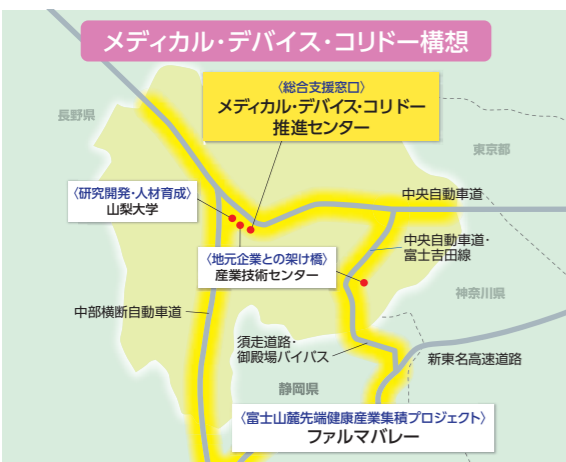 メディカル・デバイス・コリドー構想
〈総合支援窓口〉
メディカル・デバイス・コリドー
推進センター
長野県
東京都
〈研究開発・人材育成〉
山梨大学
中央自動車道
〈地元企業との架け橋〉
産業技術センター
中央自動車道・
富士吉田線
神奈川県
中部横断自動車道
須走道路・
御殿場バイパス
新東名高速道路
静岡県
〈富士山麓先端健康産業集積プロジェクト〉
ファルマバレー